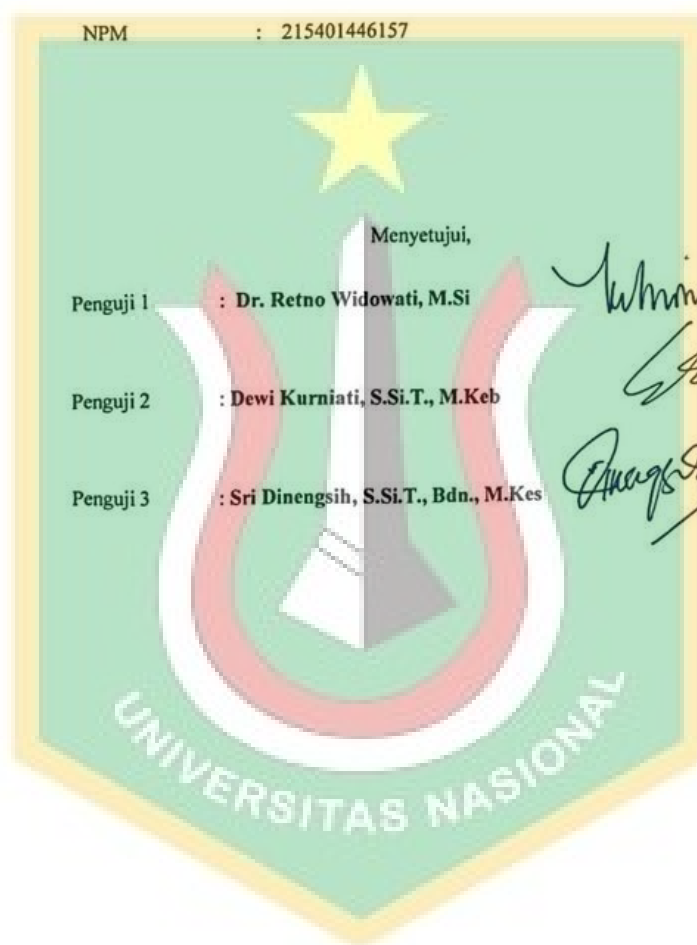 NPM : 215401446157
Menyetujui,
Penguji 1 : Dr. Retno Widowati, M.Si
Penguji 2 : Dewi Kurniati, S.Si.T., M.Keb
Penguji 3 : Sri Dinengsih, S.Si.T., Bdn., M.Kes
UNIVERSITAS NASIONAL